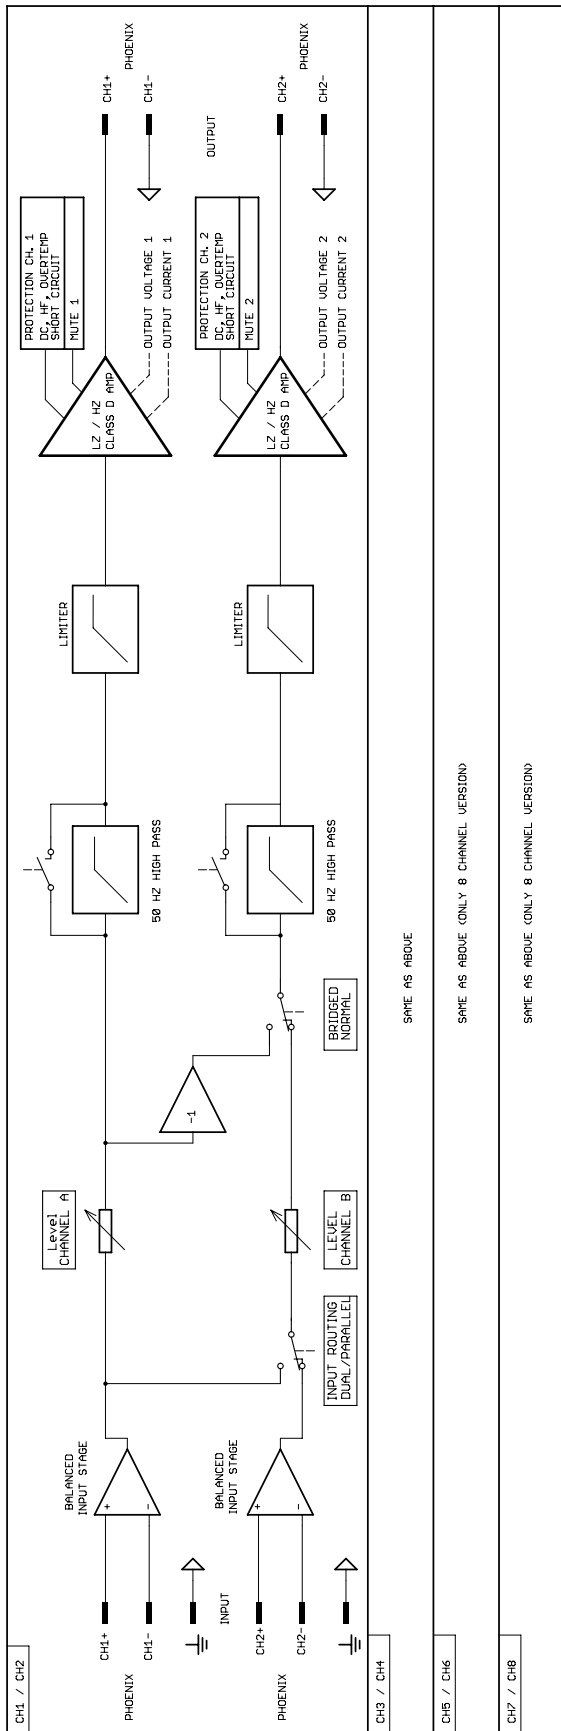 CH1 / CH2
PHOENIX
CH1+
CH1-
INPUT
BALANCED
INPUT STAGE
+
-
Level
CHANNEL A
-1
50 HZ HIGH PASS
LIMITER
LZ / HZ
CLASS D AMP
PROTECTION CH. 1
DC, HF, OVERTEMP
SHORT CIRCUIT
MUTE 1
OUTPUT VOLTAGE 1
OUTPUT CURRENT 1
CH1+
CH1-
PHOENIX
OUTPUT
PHOENIX
CH2+
CH2-
BALANCED
INPUT STAGE
+
-
INPUT ROUTING
DUAL/PARALLEL
LEVEL
CHANNEL B
BRIDGED
NORMAL
50 HZ HIGH PASS
LIMITER
LZ / HZ
CLASS D AMP
PROTECTION CH. 2
DC, HF, OVERTEMP
SHORT CIRCUIT
MUTE 2
OUTPUT VOLTAGE 2
OUTPUT CURRENT 2
CH2+
CH2-
PHOENIX
CH3 / CH4
SAME AS ABOVE
CH5 / CH6
SAME AS ABOVE (ONLY 8 CHANNEL VERSION)
CH7 / CH8
SAME AS ABOVE (ONLY 8 CHANNEL VERSION)